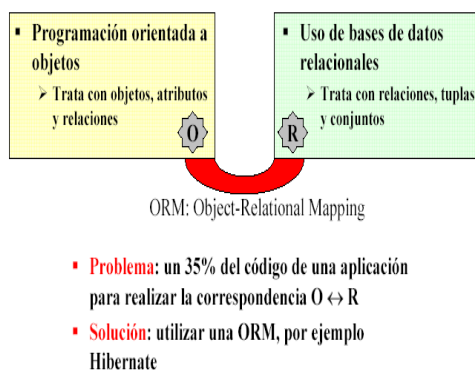 ▪ Programación orientada a
objetos
➢ Trata con objetos, atributos
y relaciones
O
▪ Uso de bases de datos
relacionales
➢ Trata con relaciones, tuplas
y conjuntos
R
ORM: Object-Relational Mapping
▪ Problema: un 35% del código de una aplicación
para realizar la correspondencia O ↔ R
▪ Solución: utilizar una ORM, por ejemplo
Hibernate